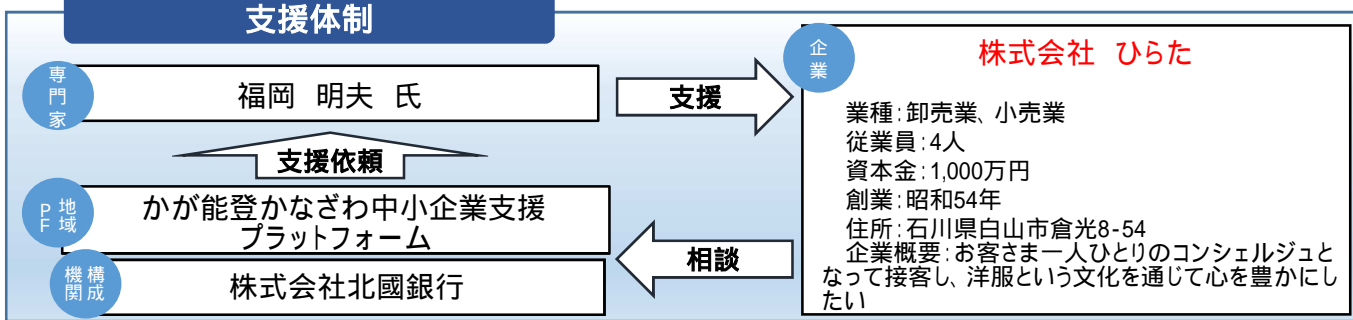 支援体制
専門家
福岡 明夫 氏
支援
支援依頼
地域PF
かが能登かなざわ中小企業支援
プラットフォーム
構成機関
株式会社北國銀行
相談
企業
株式会社 ひらた
業種：卸売業、小売業
従業員：4人
資本金：1,000万円
創業：昭和54年
住所：石川県白山市倉光8-54
企業概要：お客さま一人ひとりのコンシェルジュと
なって接客し、洋服という文化を通じて心を豊かにし
たい